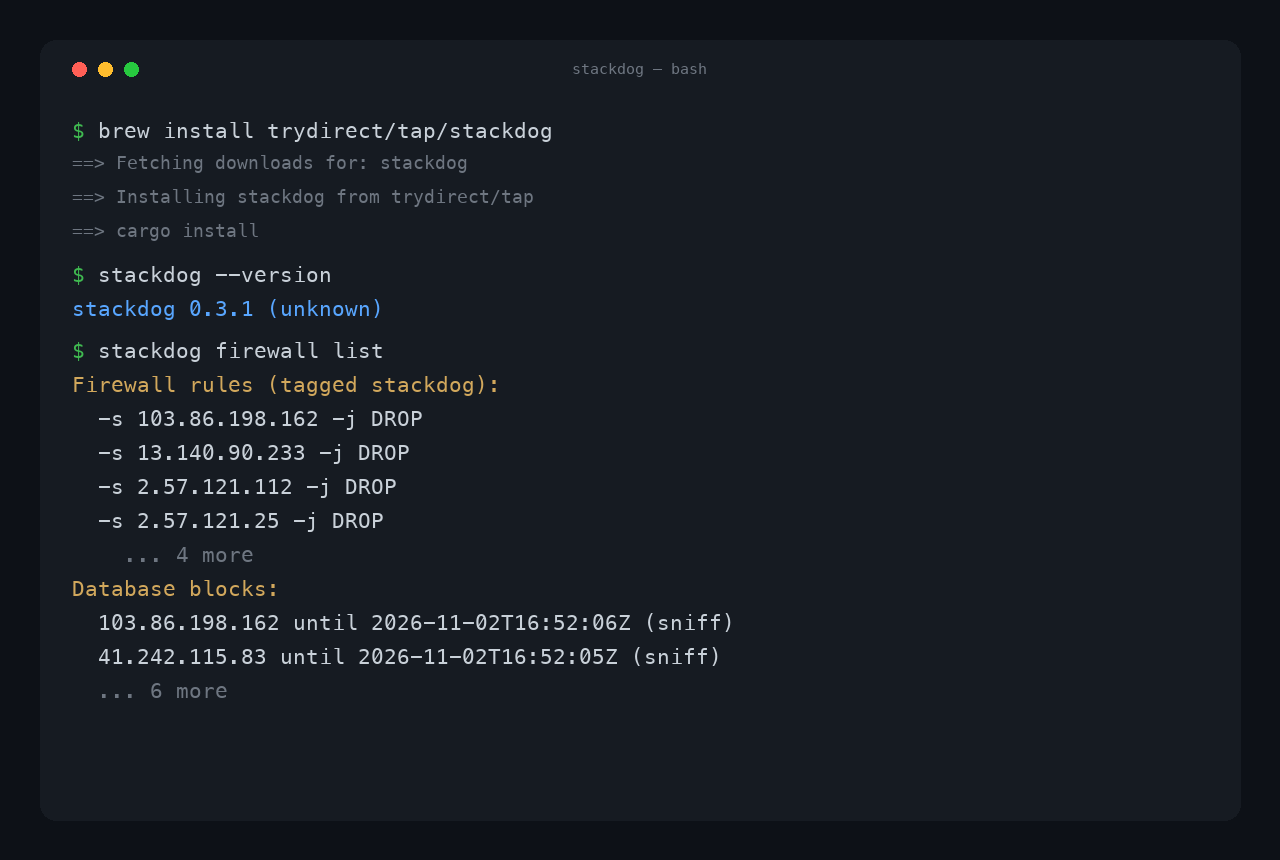 stackdog — bash
$ brew install trydirect/tap/stackdog
==> Fetching downloads for: stackdog
==> Installing stackdog from trydirect/tap
==> cargo install
$ stackdog --version
stackdog 0.3.1 (unknown)
$ stackdog firewall list
Firewall rules (tagged stackdog):
-s 103.86.198.162 -j DROP
-s 13.140.90.233 -j DROP
-s 2.57.121.112 -j DROP
-s 2.57.121.25 -j DROP
... 4 more
Database blocks:
103.86.198.162 until 2026-11-02T16:52:06Z (sniff)
41.242.115.83 until 2026-11-02T16:52:05Z (sniff)
... 6 more